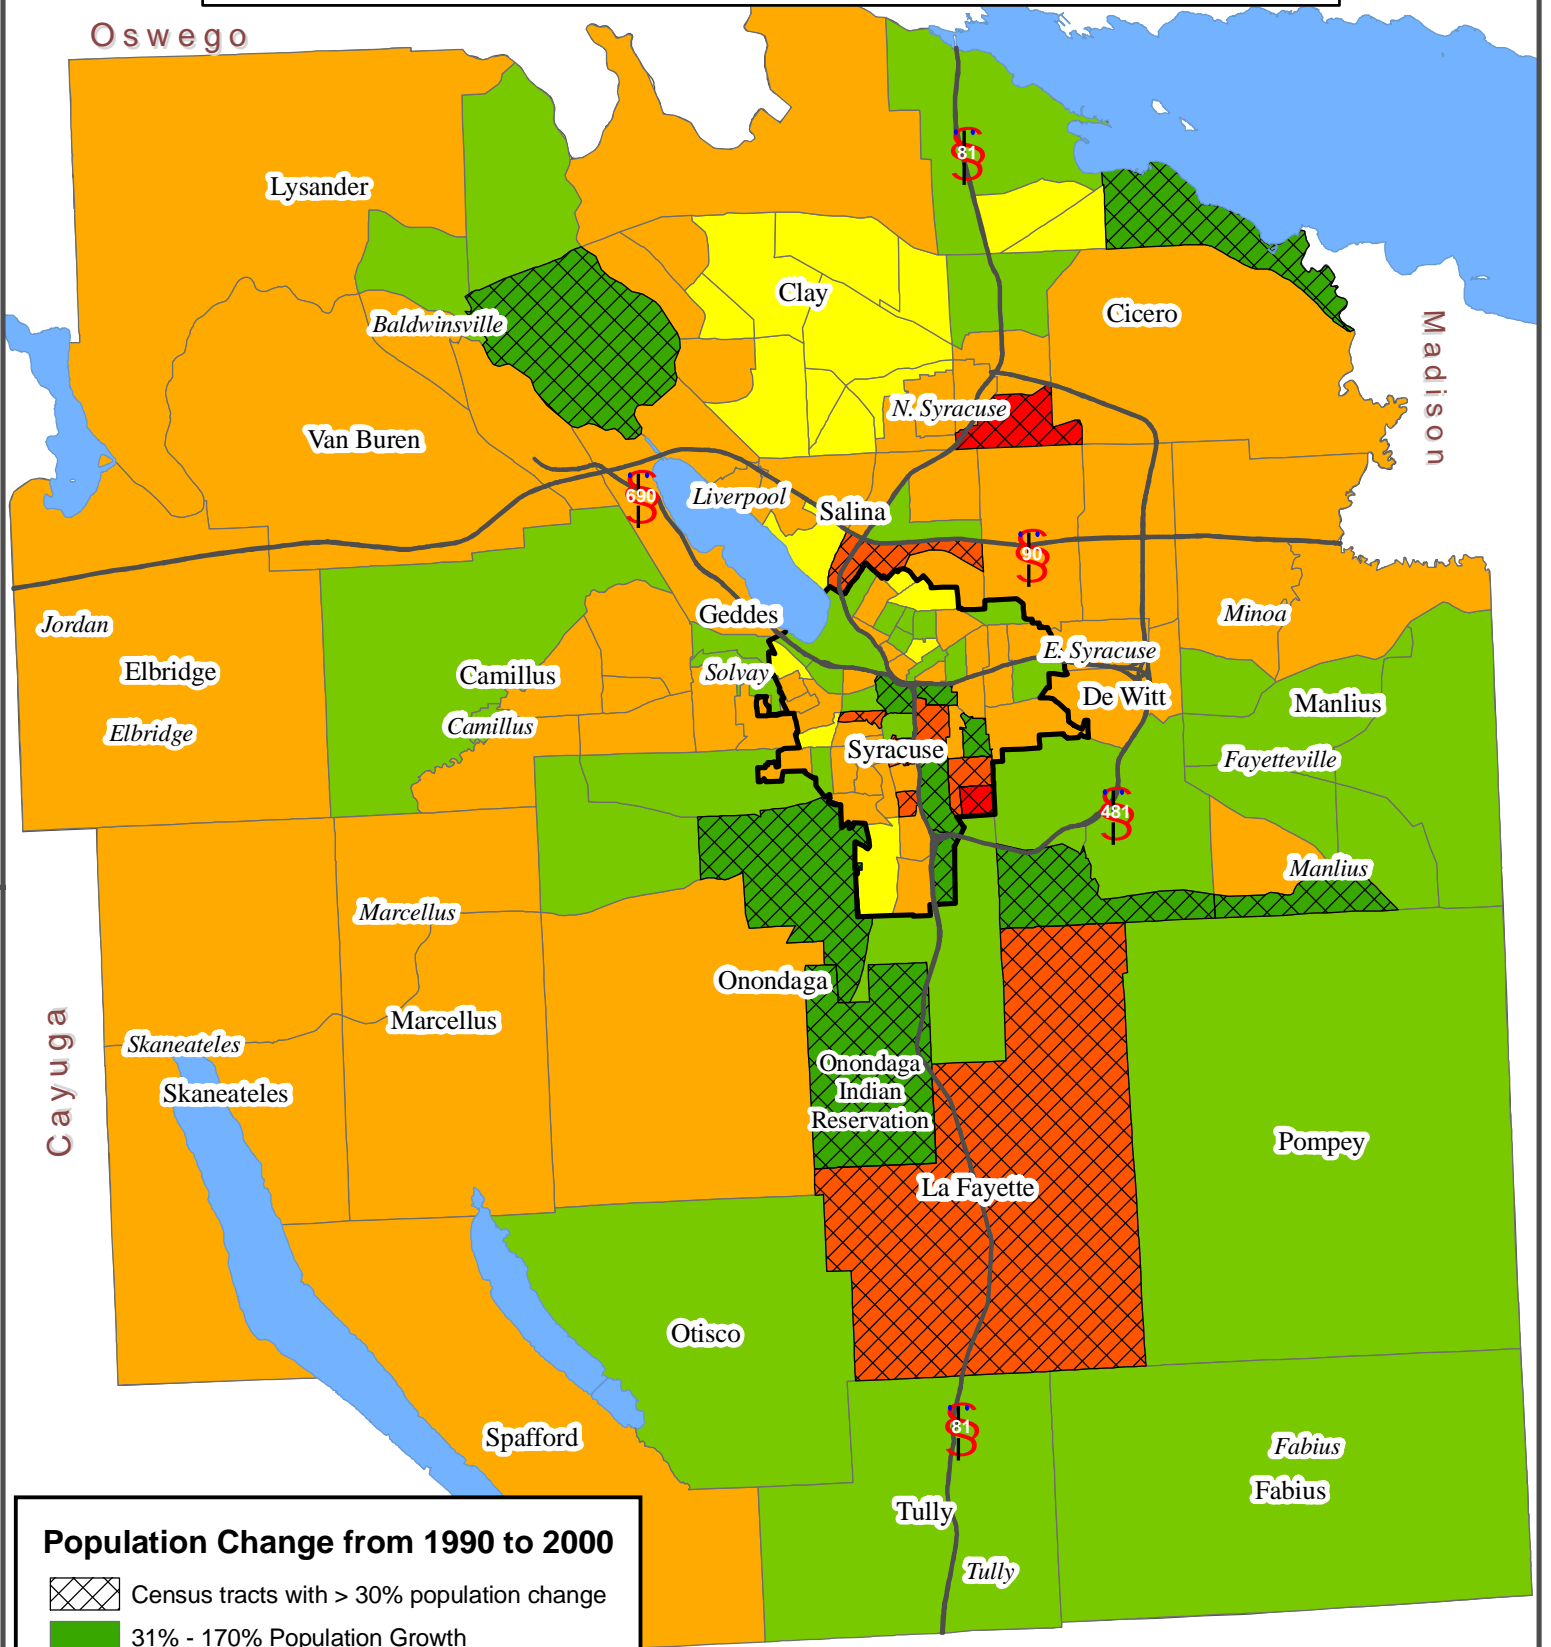 Oswego
81
Lysander
Clay
Cicero
Baldwinsville
Madison
N. Syracuse
Van Buren
690
Liverpool
Salina
90
Jordan
Geddes
Minoa
Elbridge
Camillus
Solvay
E. Syracuse
De Witt
Manlius
Elbridge
Camillus
Syracuse
Fayetteville
481
Manlius
Marcellus
Onondaga
Cayuga
Marcellus
Skaneateles
Skaneateles
Onondaga
Indian
Reservation
Pompey
La Fayette
Otisco
81
Spafford
Fabius
Fabius
Tully
Tully
Population Change from 1990 to 2000
Census tracts with > 30% population change
31% - 170% Population Growth